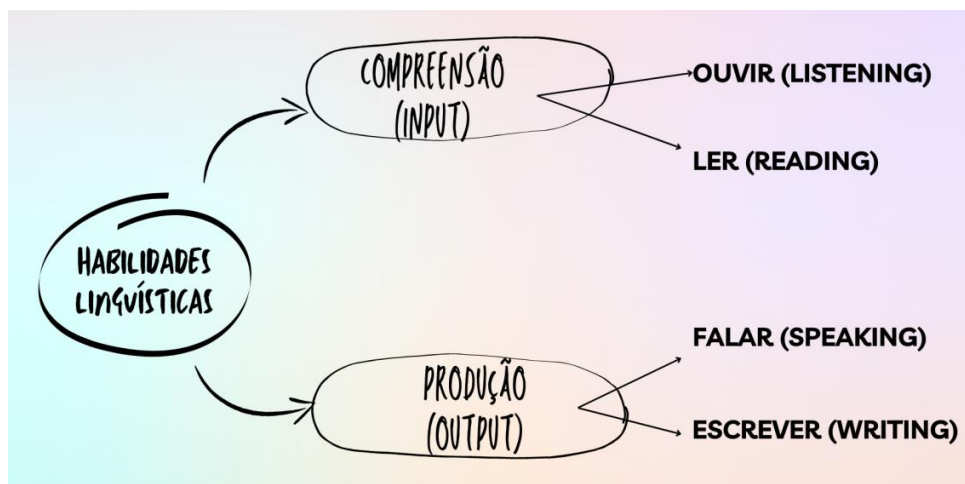 COMPREENSÃO
(INPUT)
OUVIR (LISTENING)
LER (READING)
HABILIDADES
LINGUÍSTICAS
PRODUÇÃO
(OUTPUT)
FALAR (SPEAKING)
ESCREVER (WRITING)